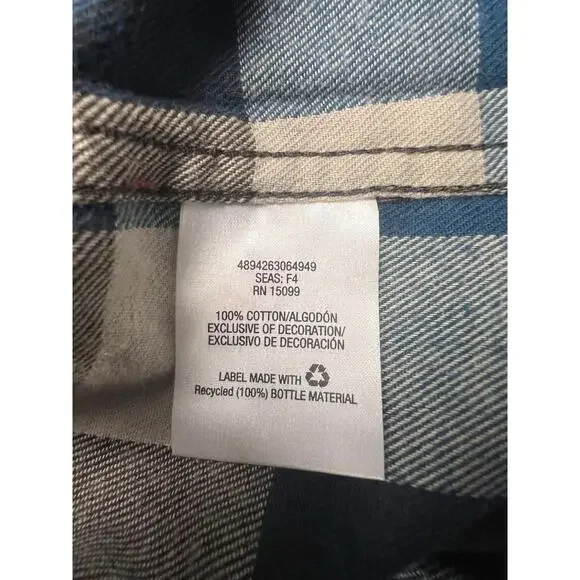 4894263064949
SEAS: F4
RN 15099
100% COTTON/ALGODÓN
EXCLUSIVE OF DECORATION/
EXCLUSIVO DE DECORACIÓN
LABEL MADE WITH
Recycled (100%) BOTTLE MATERIAL